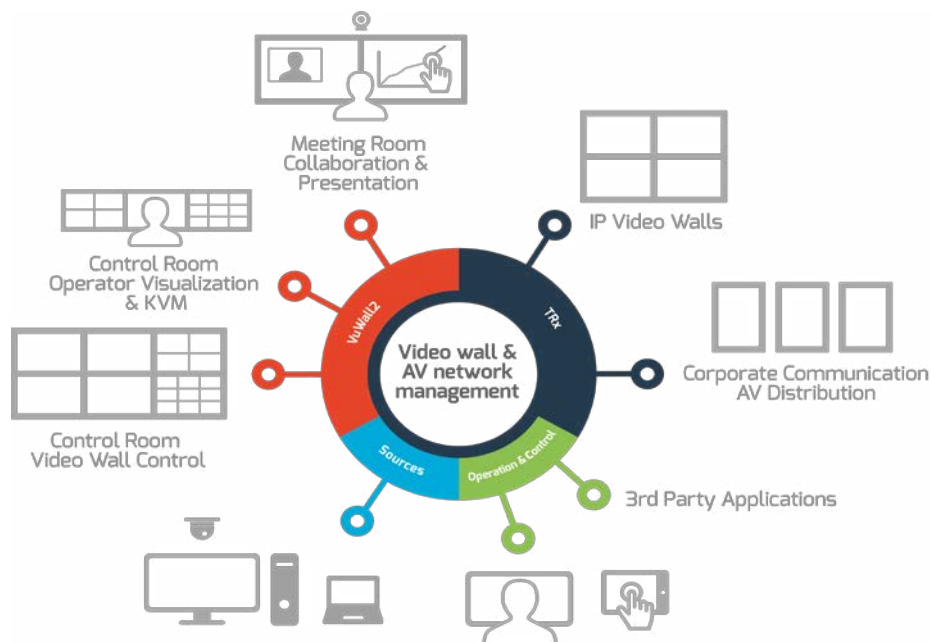 Meeting Room
Collaboration &
Presentation
IP Video Walls
Control Room
Operator Visualization
& KVM
VuWall2
TRx
Video wall &
AV network
management
Corporate Communication
AV Distribution
Control Room
Video Wall Control
Sources
Operation & Control
3rd Party Applications